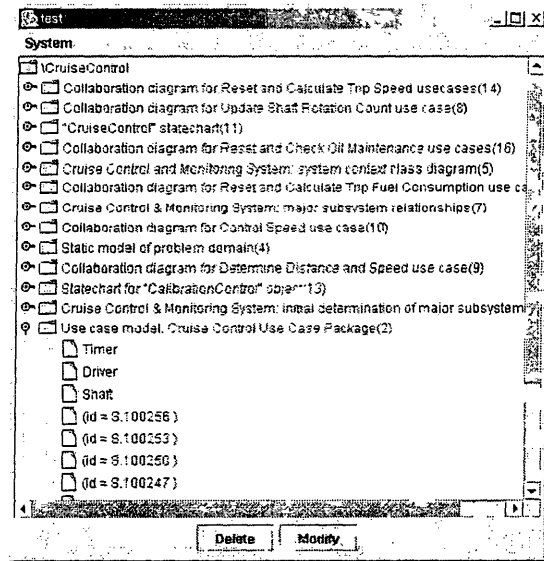 test
System
\CruiseControl
Collaboration diagram for Reset and Calculate Trip Speed usecases(14)
Collaboration diagram for Update Shaft Rotation Count use case(8)
"CruiseControl" statechart(11)
Collaboration diagram for Reset and Check Oil Maintenance use cases(16)
Cruise Control and Monitoring System: system context class diagram(5)
Collaboration diagram for Reset and Calculate Trip Fuel Consumption use ca
Cruise Control & Monitoring System: major subsystem relationships(7)
Collaboration diagram for Control Speed use case(10)
Static model of problem domain(4)
Collaboration diagram for Determine Distance and Speed use case(9)
Statechart for "CalibrationControl" object(13)
Cruise Control & Monitoring System: initial determination of major subsystem
Use case model. Cruise Control Use Case Package(2)
Timer
Driver
Shaft
(id = S.100256 )
(id = S.100253 )
(id = S.100250 )
(id = S.100247 )
Delete Modify